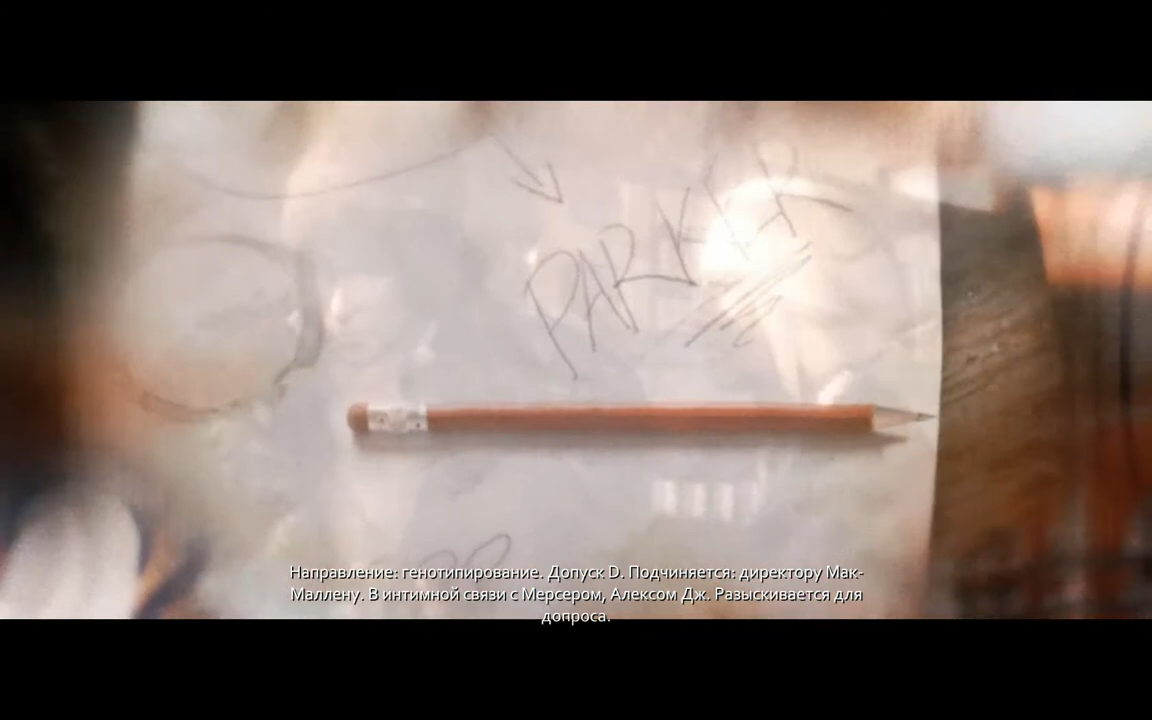 PARKER
Направление: генотипирование. Допуск D. Подчиняется: директору Мак-
Маллену. В интимной связи с Мерсером, Алексом Дж. Разыскивается для
допроса.